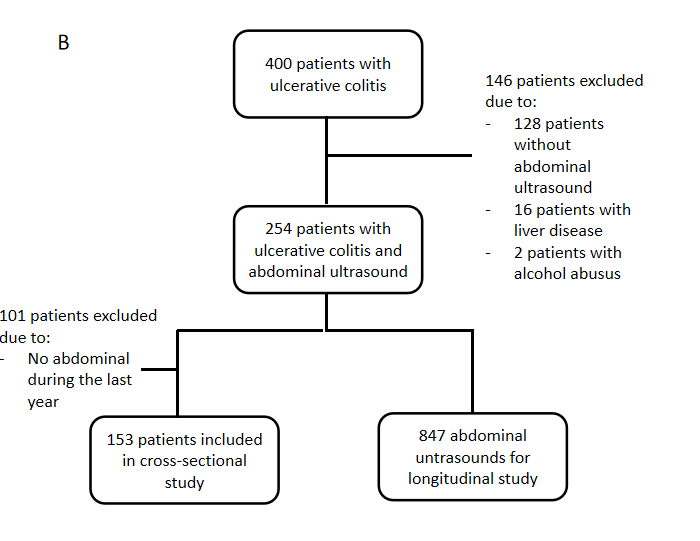 B
400 patients with
ulcerative colitis
146 patients excluded
due to:
- 128 patients
without
abdominal
ultrasound
- 16 patients with
liver disease
- 2 patients with
alcohol abusus
254 patients with
ulcerative colitis and
abdominal ultrasound
101 patients excluded
due to:
- No abdominal
during the last
year
153 patients included
in cross-sectional
study
847 abdominal
untrasounds for
longitudinal study